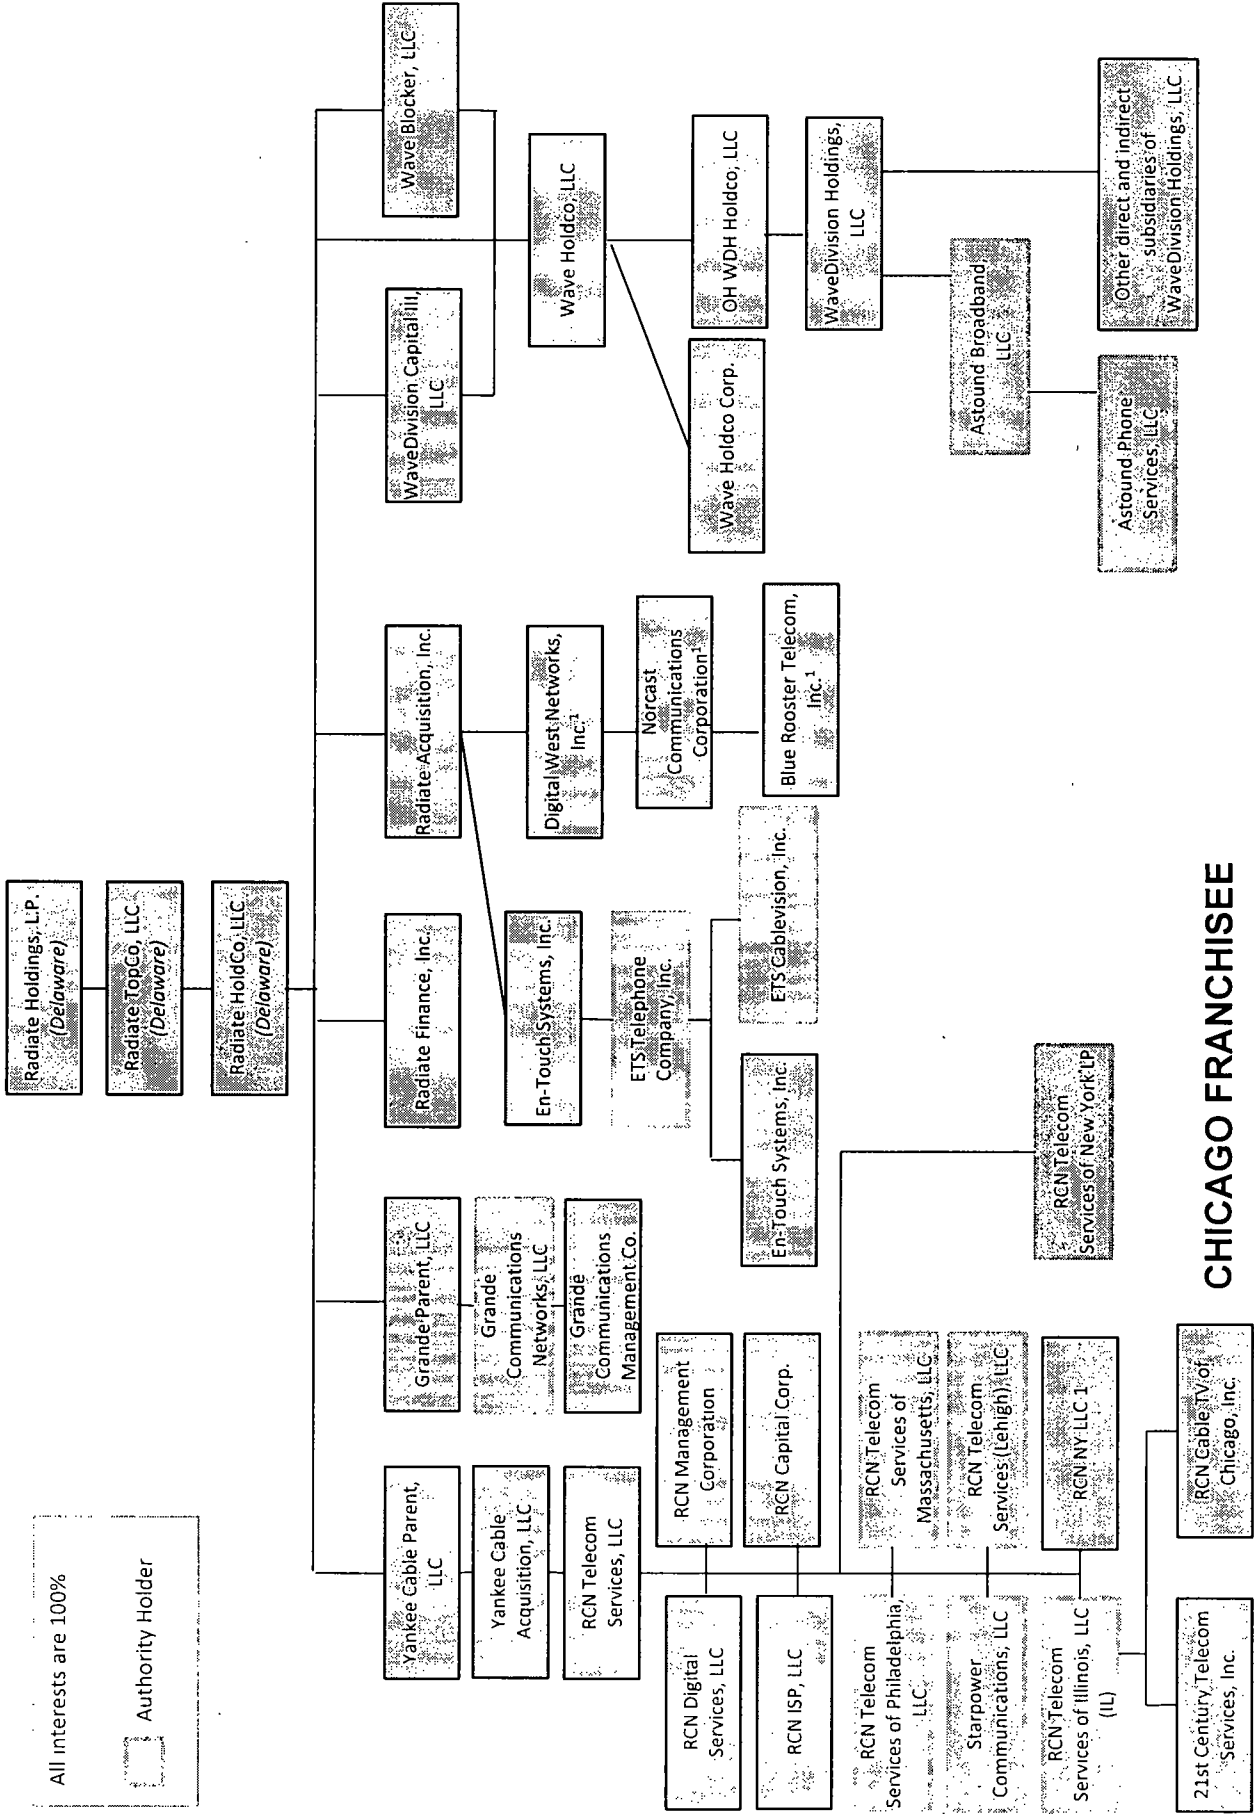 Radiate Holdings, L.P.
(Delaware)
Radiate TopCo, LLC
(Delaware)
Radiate HoldCo, LLC
(Delaware)
All interests are 100%
Authority Holder
Yankee Cable Parent,
LLC
Yankee Cable
Acquisition, LLC
RCN Telecom
Services, LLC
RCN Digital
Services, LLC
RCN Management
Corporation
RCN ISP, LLC
RCN Capital Corp.
RCN Telecom
Services of Philadelphia,
LLC
RCN Telecom
Services of
Massachusetts, LLC
Starpower
Communications, LLC
RCN Telecom
Services (Lehigh), LLC
RCN Telecom
Services of Illinois, LLC
(IL)
RCN NY LLC 1
21st Century Telecom
Services, Inc.
RCN Cable TV of
Chicago, Inc.
RCN Telecom
Services of New York LP
Grande Parent, LLC
Grande
Communications
Networks, LLC
Grande
Communications
Management Co.
Radiate Finance, Inc.
Radiate Acquisition, Inc.
En-Touch Systems, Inc.
ETS Telephone
Company, Inc.
En-Touch Systems, Inc.
ETS Cablevision, Inc.
Digital West Networks,
Inc.¹
Norcast
Communications
Corporation¹
Blue Rooster Telecom,
Inc.¹
WaveDivision Capital III,
LLC
Wave Blocker, LLC
Wave Holdco, LLC
Wave Holdco Corp.
OH WDH Holdco, LLC
WaveDivision Holdings,
LLC
Astound Broadband,
LLC
Astound Phone
Services, LLC
Other direct and indirect
subsidiaries of
WaveDivision Holdings, LLC
CHICAGO FRANCHISEE